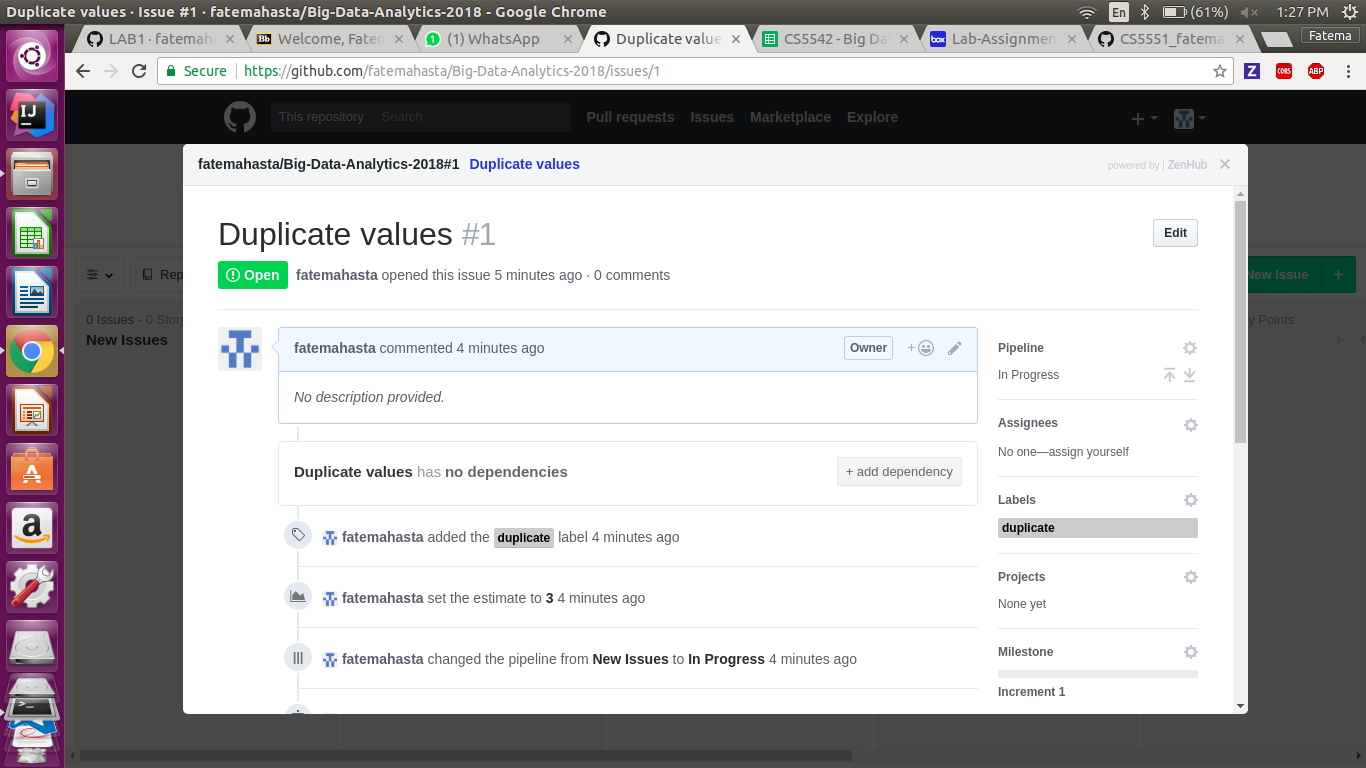 Duplicate values · Issue #1 · fatemahasta/Big-Data-Analytics-2018 - Google Chrome
En
(61%)
1:27 PM
LAB1 · fatemah
Welcome, Fatem
(1) WhatsApp
Duplicate value
CS5542 - Big Da
Lab-Assignment
CS5551_fatemah
Fatema
Secure
https://github.com/fatemahasta/Big-Data-Analytics-2018/issues/1
Z
CORS
ABP
This repository
Search
Pull requests
Issues
Marketplace
Explore
fatemahasta/Big-Data-Analytics-2018#1 Duplicate values
powered by | ZenHub
Duplicate values #1
Edit
Open
fatemahasta opened this issue 5 minutes ago · 0 comments
Rep
New Issue
0 Issues - 0 Story
New Issues
y Points
fatemahasta commented 4 minutes ago
Owner
No description provided.
Duplicate values has no dependencies
+ add dependency
fatemahasta added the duplicate label 4 minutes ago
fatemahasta set the estimate to 3 4 minutes ago
fatemahasta changed the pipeline from New Issues to In Progress 4 minutes ago
Pipeline
In Progress
Assignees
No one—assign yourself
Labels
duplicate
Projects
None yet
Milestone
Increment 1